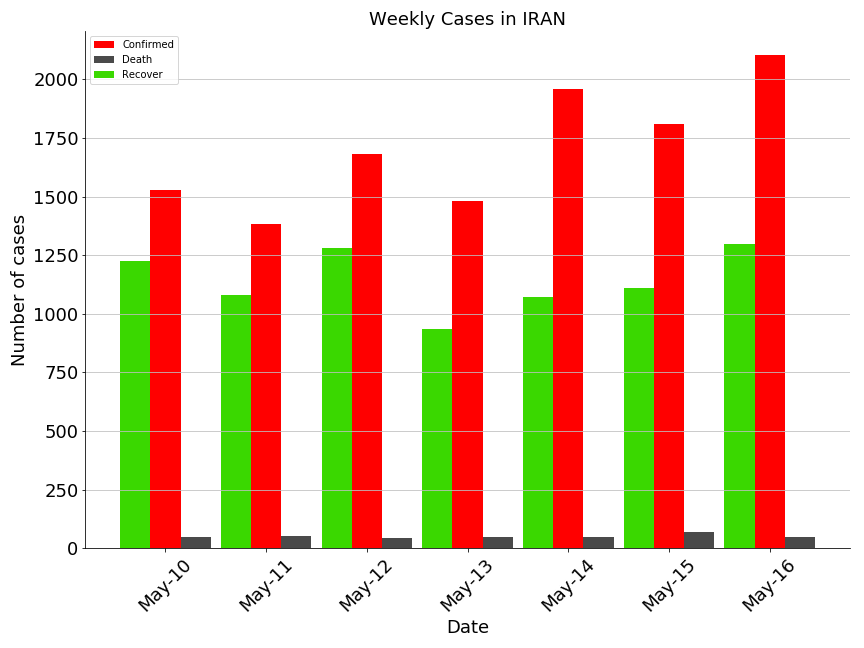 Weekly Cases in IRAN
Confirmed
Death
Recover
Number of cases
2000
1750
1500
1250
1000
750
500
250
0
May-10
May-11
May-12
May-13
May-14
May-15
May-16
Date